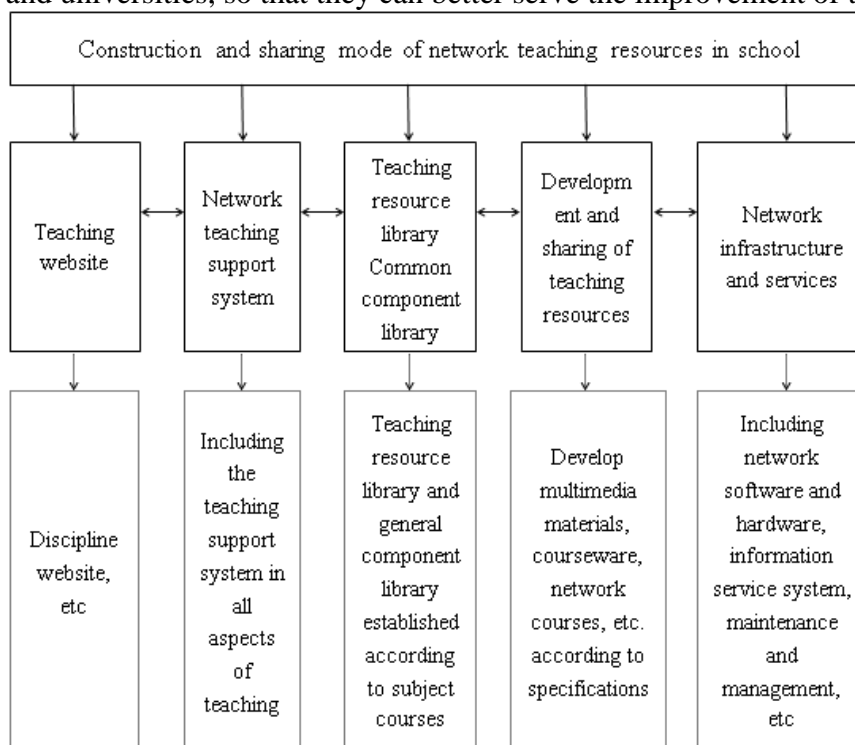 and universities, so that they can better serve the improvement of
Construction and sharing mode of network teaching resources in school
Teaching
website
Network
teaching
support
system
Teaching
resource
library
Common
component
library
Developm
ent and
sharing of
teaching
resources
Network
infrastructure
and services
Discipline
website,
etc
Including
the
teaching
support
system in
all
aspects
of
teaching
Teaching
resource
library and
general
component
library
established
according
to subject
courses
Develop
multimedia
materials,
courseware,
network
courses, etc.
according to
specifications
Including
network
software and
hardware,
information
service system,
maintenance
and
management,
etc